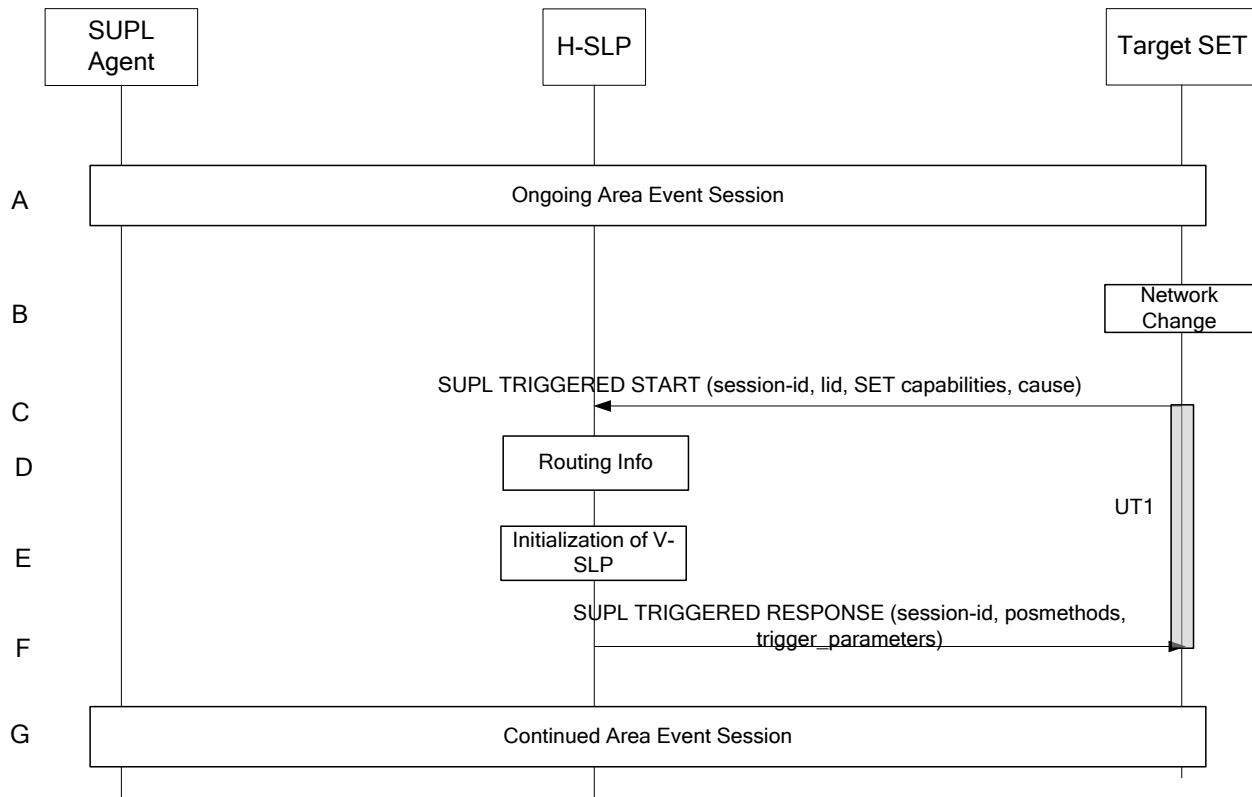 SUPL
Agent
H-SLP
Target SET
A
Ongoing Area Event Session
B
Network
Change
SUPL TRIGGERED START (session-id, lid, SET capabilities, cause)
C
D
Routing Info
UT1
E
Initialization of V-
SLP
SUPL TRIGGERED RESPONSE (session-id, posmethods,
trigger_parameters)
F
G
Continued Area Event Session